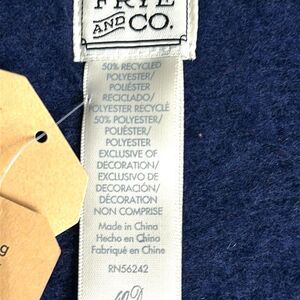 FRYE
AND CO.
50% RECYCLED
POLYESTER/
POLIÉSTER
RECICLADO/
POLYESTER RECYCLÉ
50% POLYESTER/
POLIÉSTER/
POLYESTER
EXCLUSIVE OF
DECORATION/
EXCLUSIVO DE
DECORACIÓN/
DÉCORATION
NON COMPRISE
Made in China
Hecho en China
Fabriqué en Chine
RN56242